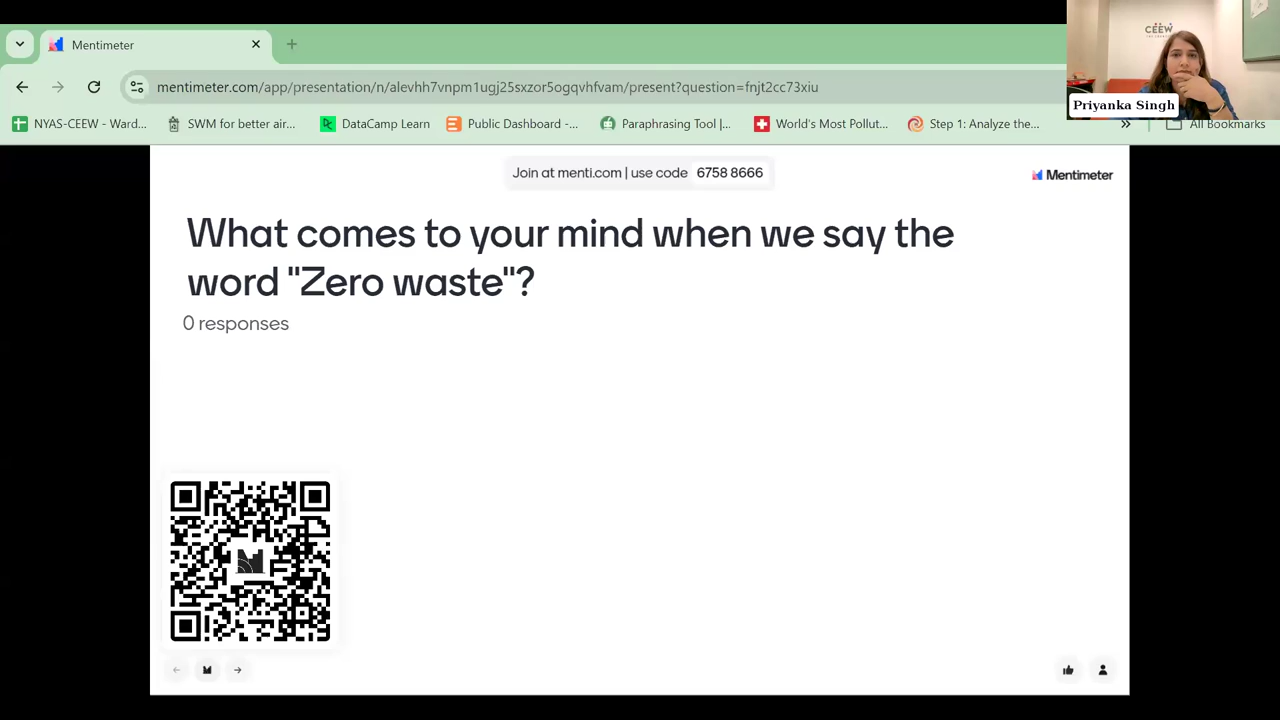 Mentimeter
mentimeter.com/app/presentation/n/alevhh7vnpm1ugj25sxzor5ogqvhfvam/present?question=fnjt2cc73xiu
NYAS-CEEW - Ward...
SWM for better air...
DataCamp Learn
Public Dashboard -...
Paraphrasing Tool |...
World's Most Pollut...
Step 1: Analyze the...
All Bookmarks
CEEW
Priyanka Singh
Join at menti.com | use code 6758 8666
Mentimeter
What comes to your mind when we say the
word "Zero waste"?
0 responses